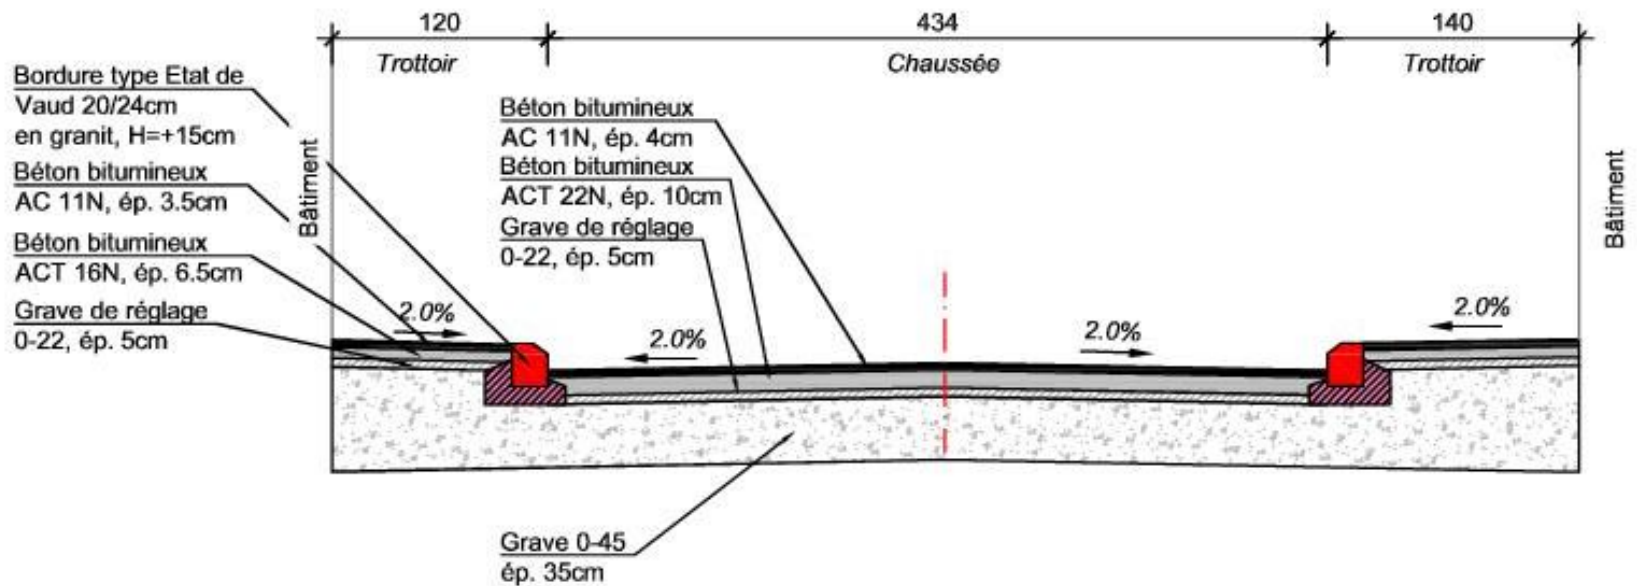 120
434
140
Trottoir
Chaussée
Trottoir
Bordure type Etat de
Vaud 20/24cm
en granit, H=+15cm
Béton bitumineux
AC 11N, ép. 3.5cm
Béton bitumineux
ACT 16N, ép. 6.5cm
Grave de réglage
0-22, ép. 5cm
Bâtiment
Béton bitumineux
AC 11N, ép. 4cm
Béton bitumineux
ACT 22N, ép. 10cm
Grave de réglage
0-22, ép. 5cm
Bâtiment
2.0%
2.0%
2.0%
2.0%
Grave 0-45
ép. 35cm